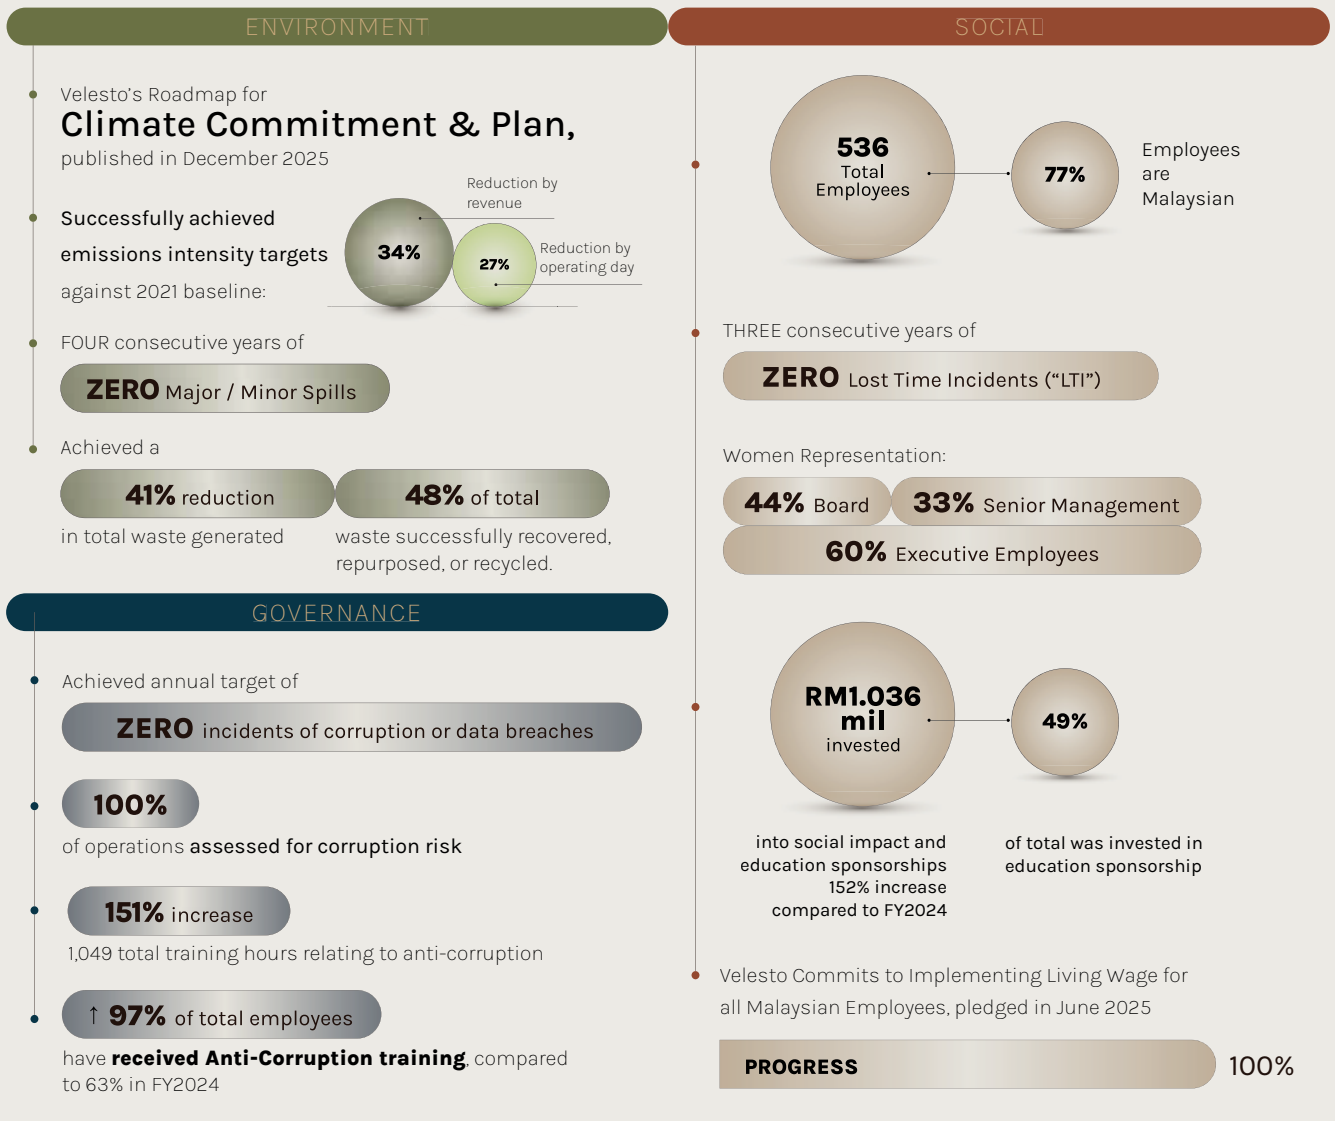 ENVIRONMENT
Velesto’s Roadmap for
Climate Commitment & Plan,
published in December 2025
Successfully achieved
emissions intensity targets
against 2021 baseline:
34%
Reduction by
revenue
27%
Reduction by
operating day
FOUR consecutive years of
ZERO Major / Minor Spills
Achieved a
41% reduction
in total waste generated
48% of total
waste successfully recovered,
repurposed, or recycled.
GOVERNANCE
Achieved annual target of
ZERO incidents of corruption or data breaches
100%
of operations assessed for corruption risk
151% increase
1,049 total training hours relating to anti-corruption
↑ 97% of total employees
have received Anti-Corruption training, compared
to 63% in FY2024
SOCIAL
536
Total
Employees
77%
Employees
are
Malaysian
THREE consecutive years of
ZERO Lost Time Incidents (“LTI”)
Women Representation:
44% Board
33% Senior Management
60% Executive Employees
RM1.036
mil
invested
into social impact and
education sponsorships
152% increase
compared to FY2024
49%
of total was invested in
education sponsorship
Velesto Commits to Implementing Living Wage for
all Malaysian Employees, pledged in June 2025
PROGRESS
100%